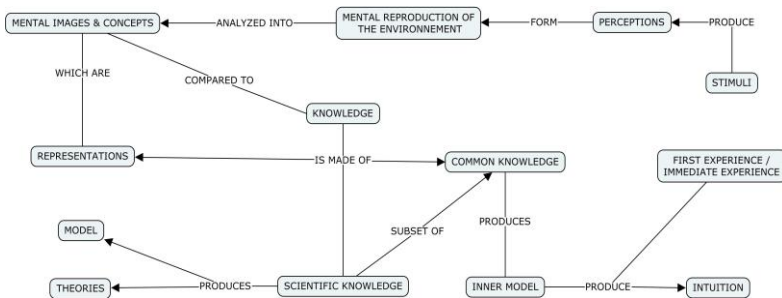 MENTAL IMAGES & CONCEPTS
ANALYZED INTO
MENTAL REPRODUCTION OF
THE ENVIRONNEMENT
FORM
PERCEPTIONS
PRODUCE
WHICH ARE
COMPARED TO
STIMULI
KNOWLEDGE
REPRESENTATIONS
IS MADE OF
COMMON KNOWLEDGE
FIRST EXPERIENCE /
IMMEDIATE EXPERIENCE
MODEL
SUBSET OF
PRODUCES
THEORIES
PRODUCES
SCIENTIFIC KNOWLEDGE
INNER MODEL
PRODUCE
INTUITION